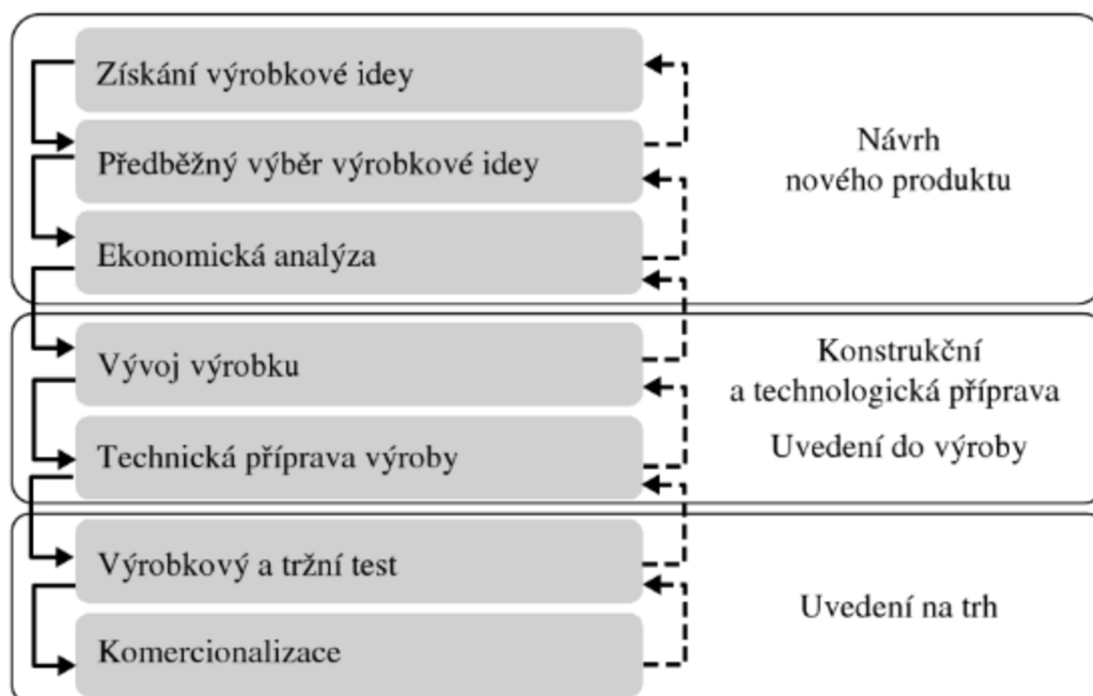 Získání výrobkové idey
Předběžný výběr výrobkové idey
Ekonomická analýza
Návrh
nového produktu
Vývoj výrobku
Technická příprava výroby
Konstrukční
a technologická příprava
Uvedení do výroby
Výrobkový a tržní test
Komercionalizace
Uvedení na trh